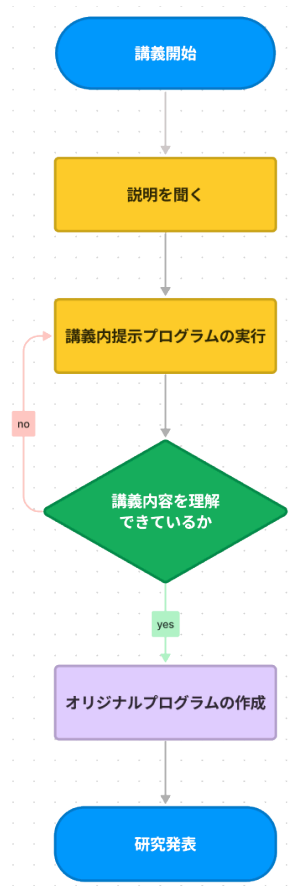 講義開始
説明を聞く
講義内提示プログラムの実行
no
講義内容を理解
できているか
yes
オリジナルプログラムの作成
研究発表